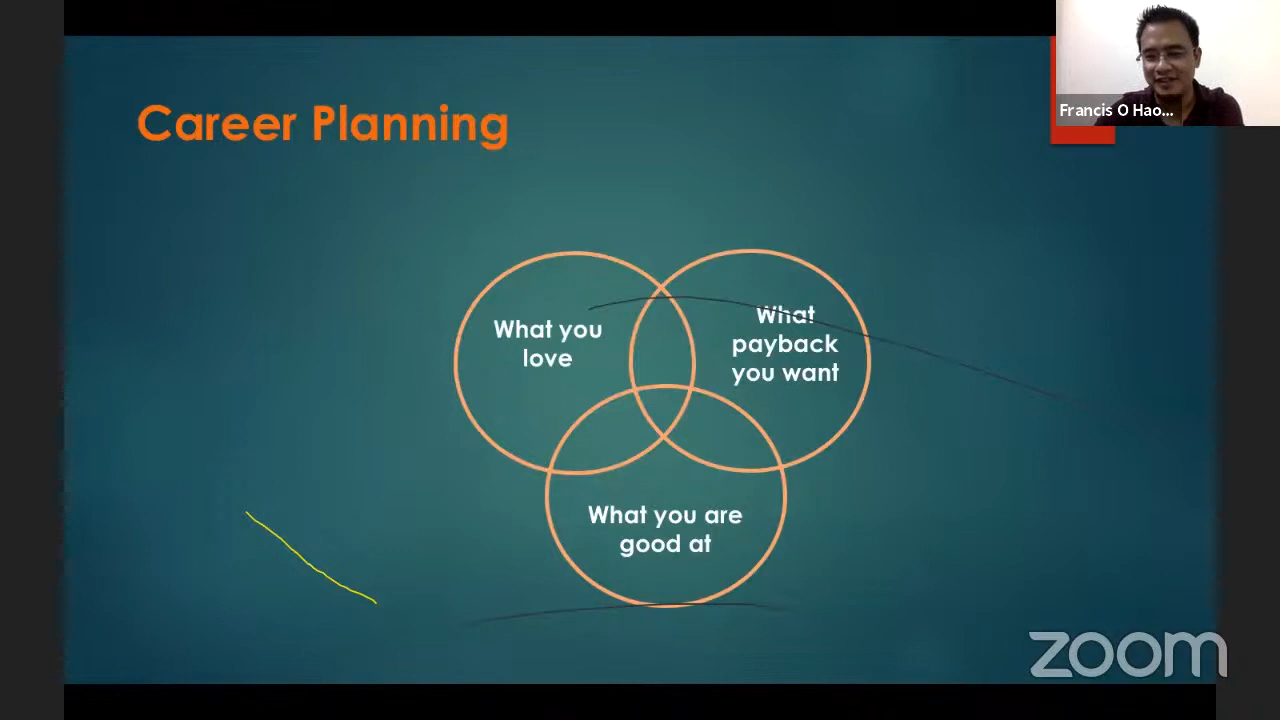 Career Planning
Francis O Hao...
What you
love
What
payback
you want
What you are
good at
zoom